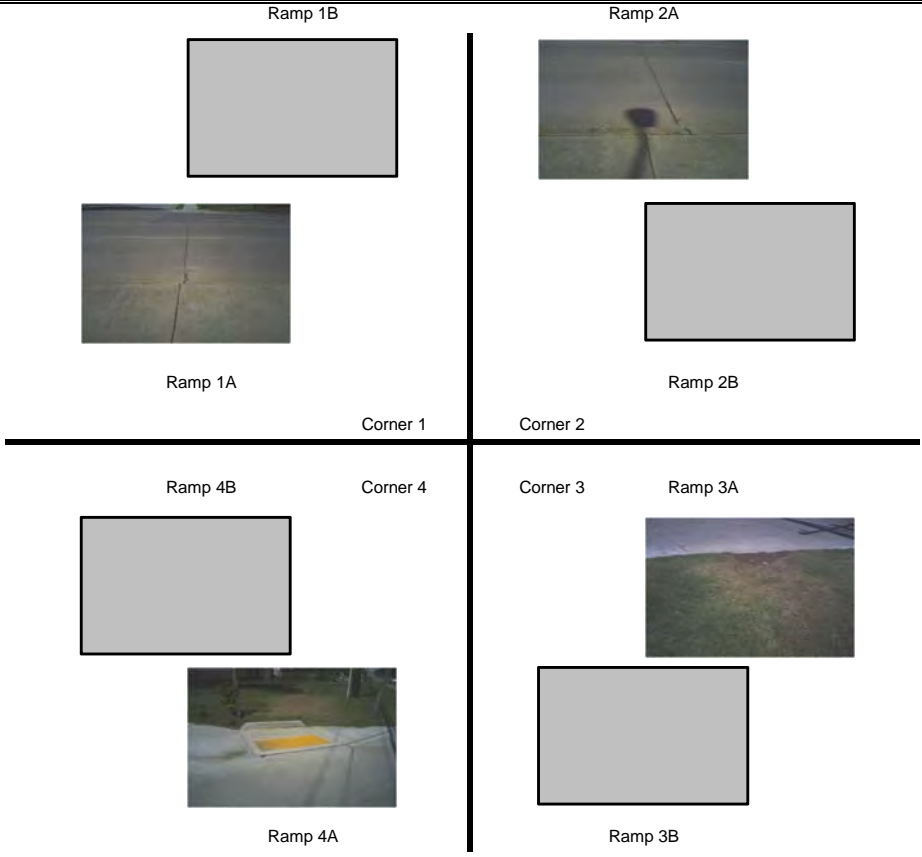 Ramp 1B Ramp 2A
Ramp 1A Ramp 2B
Corner 1 Corner 2
Ramp 4B Corner 4 Corner 3 Ramp 3A
Ramp 4A Ramp 3B